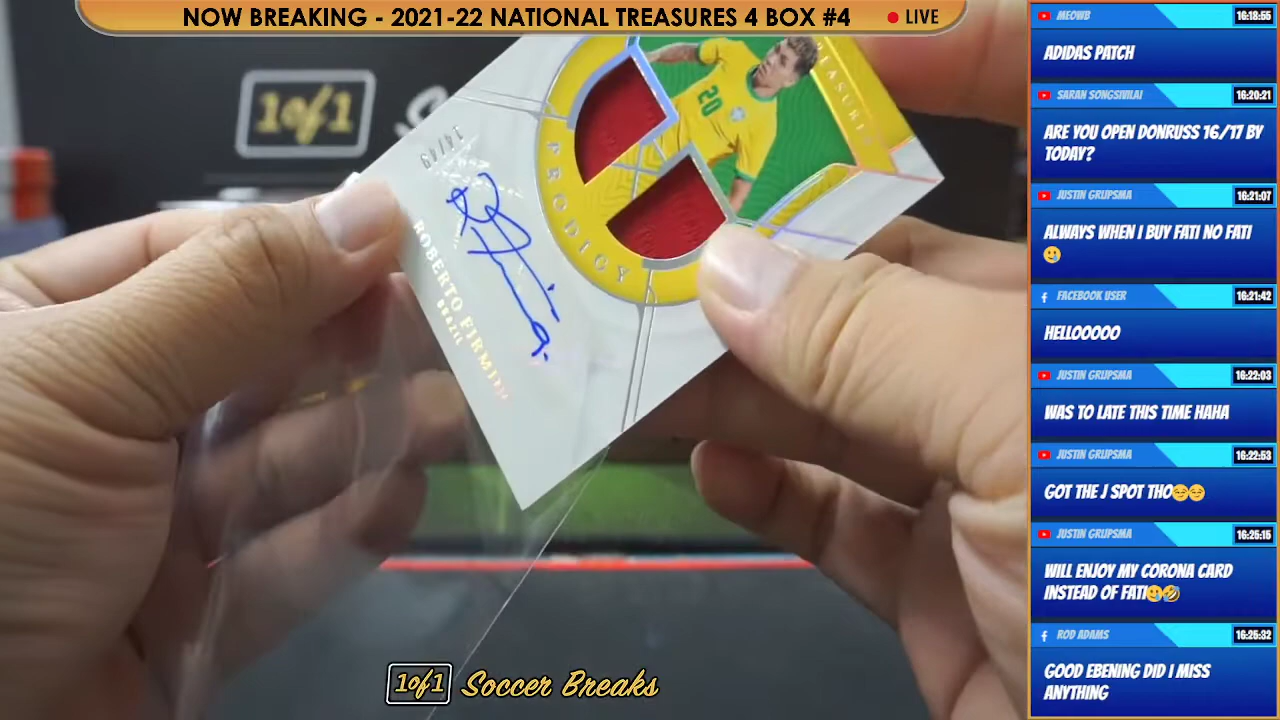 NOW BREAKING - 2021-22 NATIONAL TREASURES 4 BOX #4
LIVE
1of1
34/49
20
TREASURES
PRODIGY
ROBERTO FIRMINO
BRAZIL
1of1 Soccer Breaks
MEOWB
16:18:55
ADIDAS PATCH
SARAN SONGSIVILAI
16:20:21
ARE YOU OPEN DONRUSS 16/17 BY
TODAY?
JUSTIN GRUPSMA
16:21:07
ALWAYS WHEN I BUY FATI NO FATI
FACEBOOK USER
16:21:42
HELLOOOOO
JUSTIN GRUPSMA
16:22:03
WAS TO LATE THIS TIME HAHA
JUSTIN GRUPSMA
16:22:53
GOT THE J SPOT THO
JUSTIN GRUPSMA
16:25:15
WILL ENJOY MY CORONA CARD
INSTEAD OF FATI
ROD ADAMS
16:25:32
GOOD EBENING DID I MISS
ANYTHING